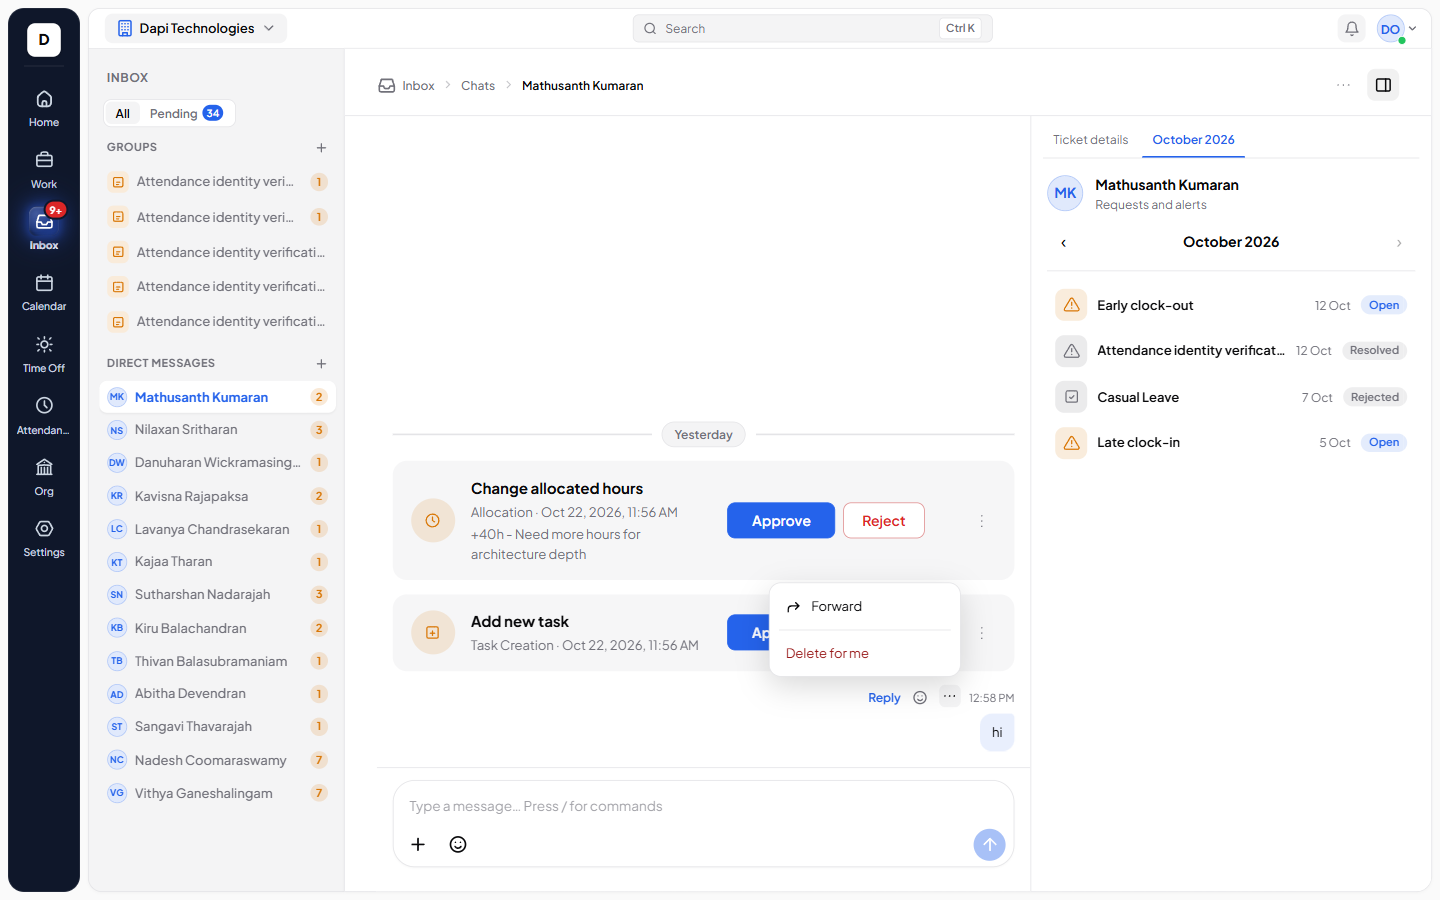 D
Home
Work
9+
Inbox
Calendar
Time Off
Attendan...
Org
Settings
Dapi Technologies
Search
Ctrl K
DO
INBOX
All
Pending 34
GROUPS
Attendance identity veri... 1
Attendance identity veri... 1
Attendance identity verificati...
Attendance identity verificati...
Attendance identity verificati...
DIRECT MESSAGES
MK Mathusanth Kumaran 2
NS Nilaxan Sritharan 3
DW Danuharan Wickramasing... 1
KR Kavisna Rajapaksa 2
LC Lavanya Chandrasekaran 1
KT Kajaa Tharan 1
SN Sutharshan Nadarajah 3
KB Kiru Balachandran 2
TB Thivan Balasubramaniam 1
AD Abitha Devendran 1
ST Sangavi Thavarajah 1
NC Nadesh Coomaraswamy 7
VG Vithya Ganeshalingam 7
Inbox > Chats > Mathusanth Kumaran
Yesterday
Change allocated hours
Allocation · Oct 22, 2026, 11:56 AM
+40h - Need more hours for
architecture depth
Approve
Reject
Add new task
Task Creation · Oct 22, 2026, 11:56 AM
Ap
Forward
Delete for me
Reply
12:58 PM
hi
Type a message... Press / for commands
Ticket details
October 2026
MK
Mathusanth Kumaran
Requests and alerts
‹ October 2026 ›
Early clock-out 12 Oct Open
Attendance identity verificat... 12 Oct Resolved
Casual Leave 7 Oct Rejected
Late clock-in 5 Oct Open